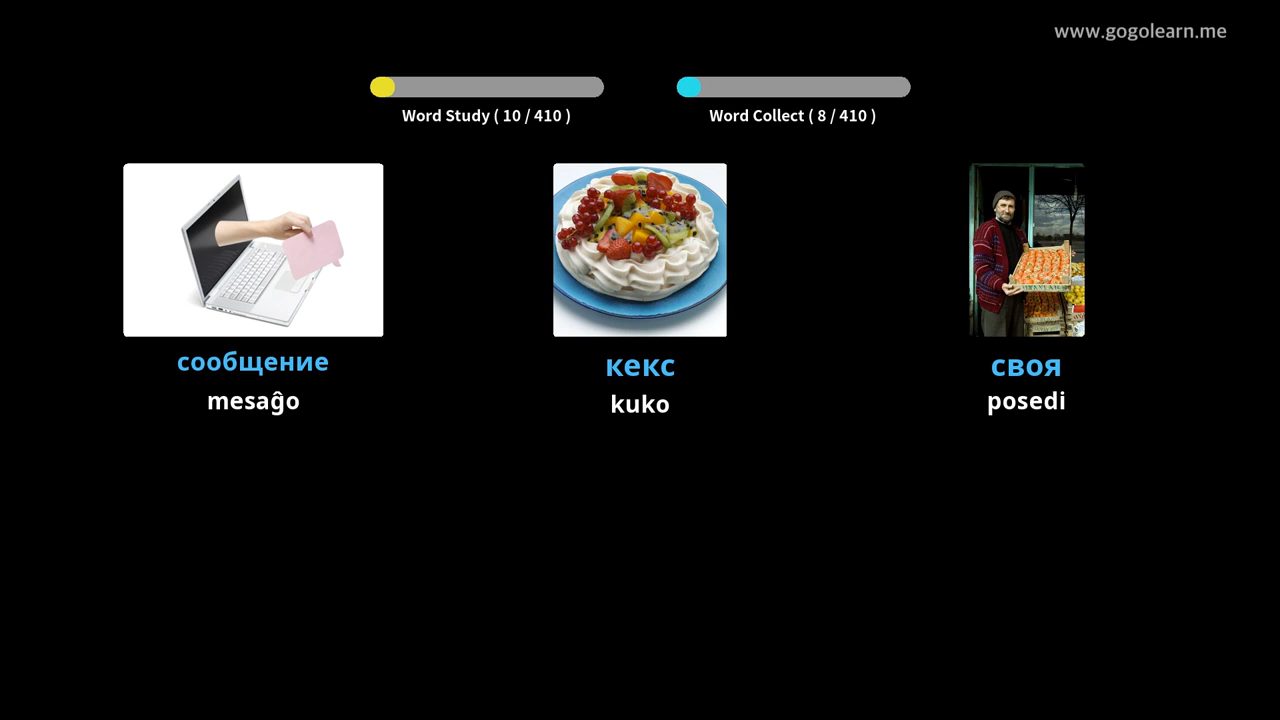 www.gogolearn.me
Word Study ( 10 / 410 )
Word Collect ( 8 / 410 )
сообщение
mesaĝo
кекс
kuko
своя
posedi